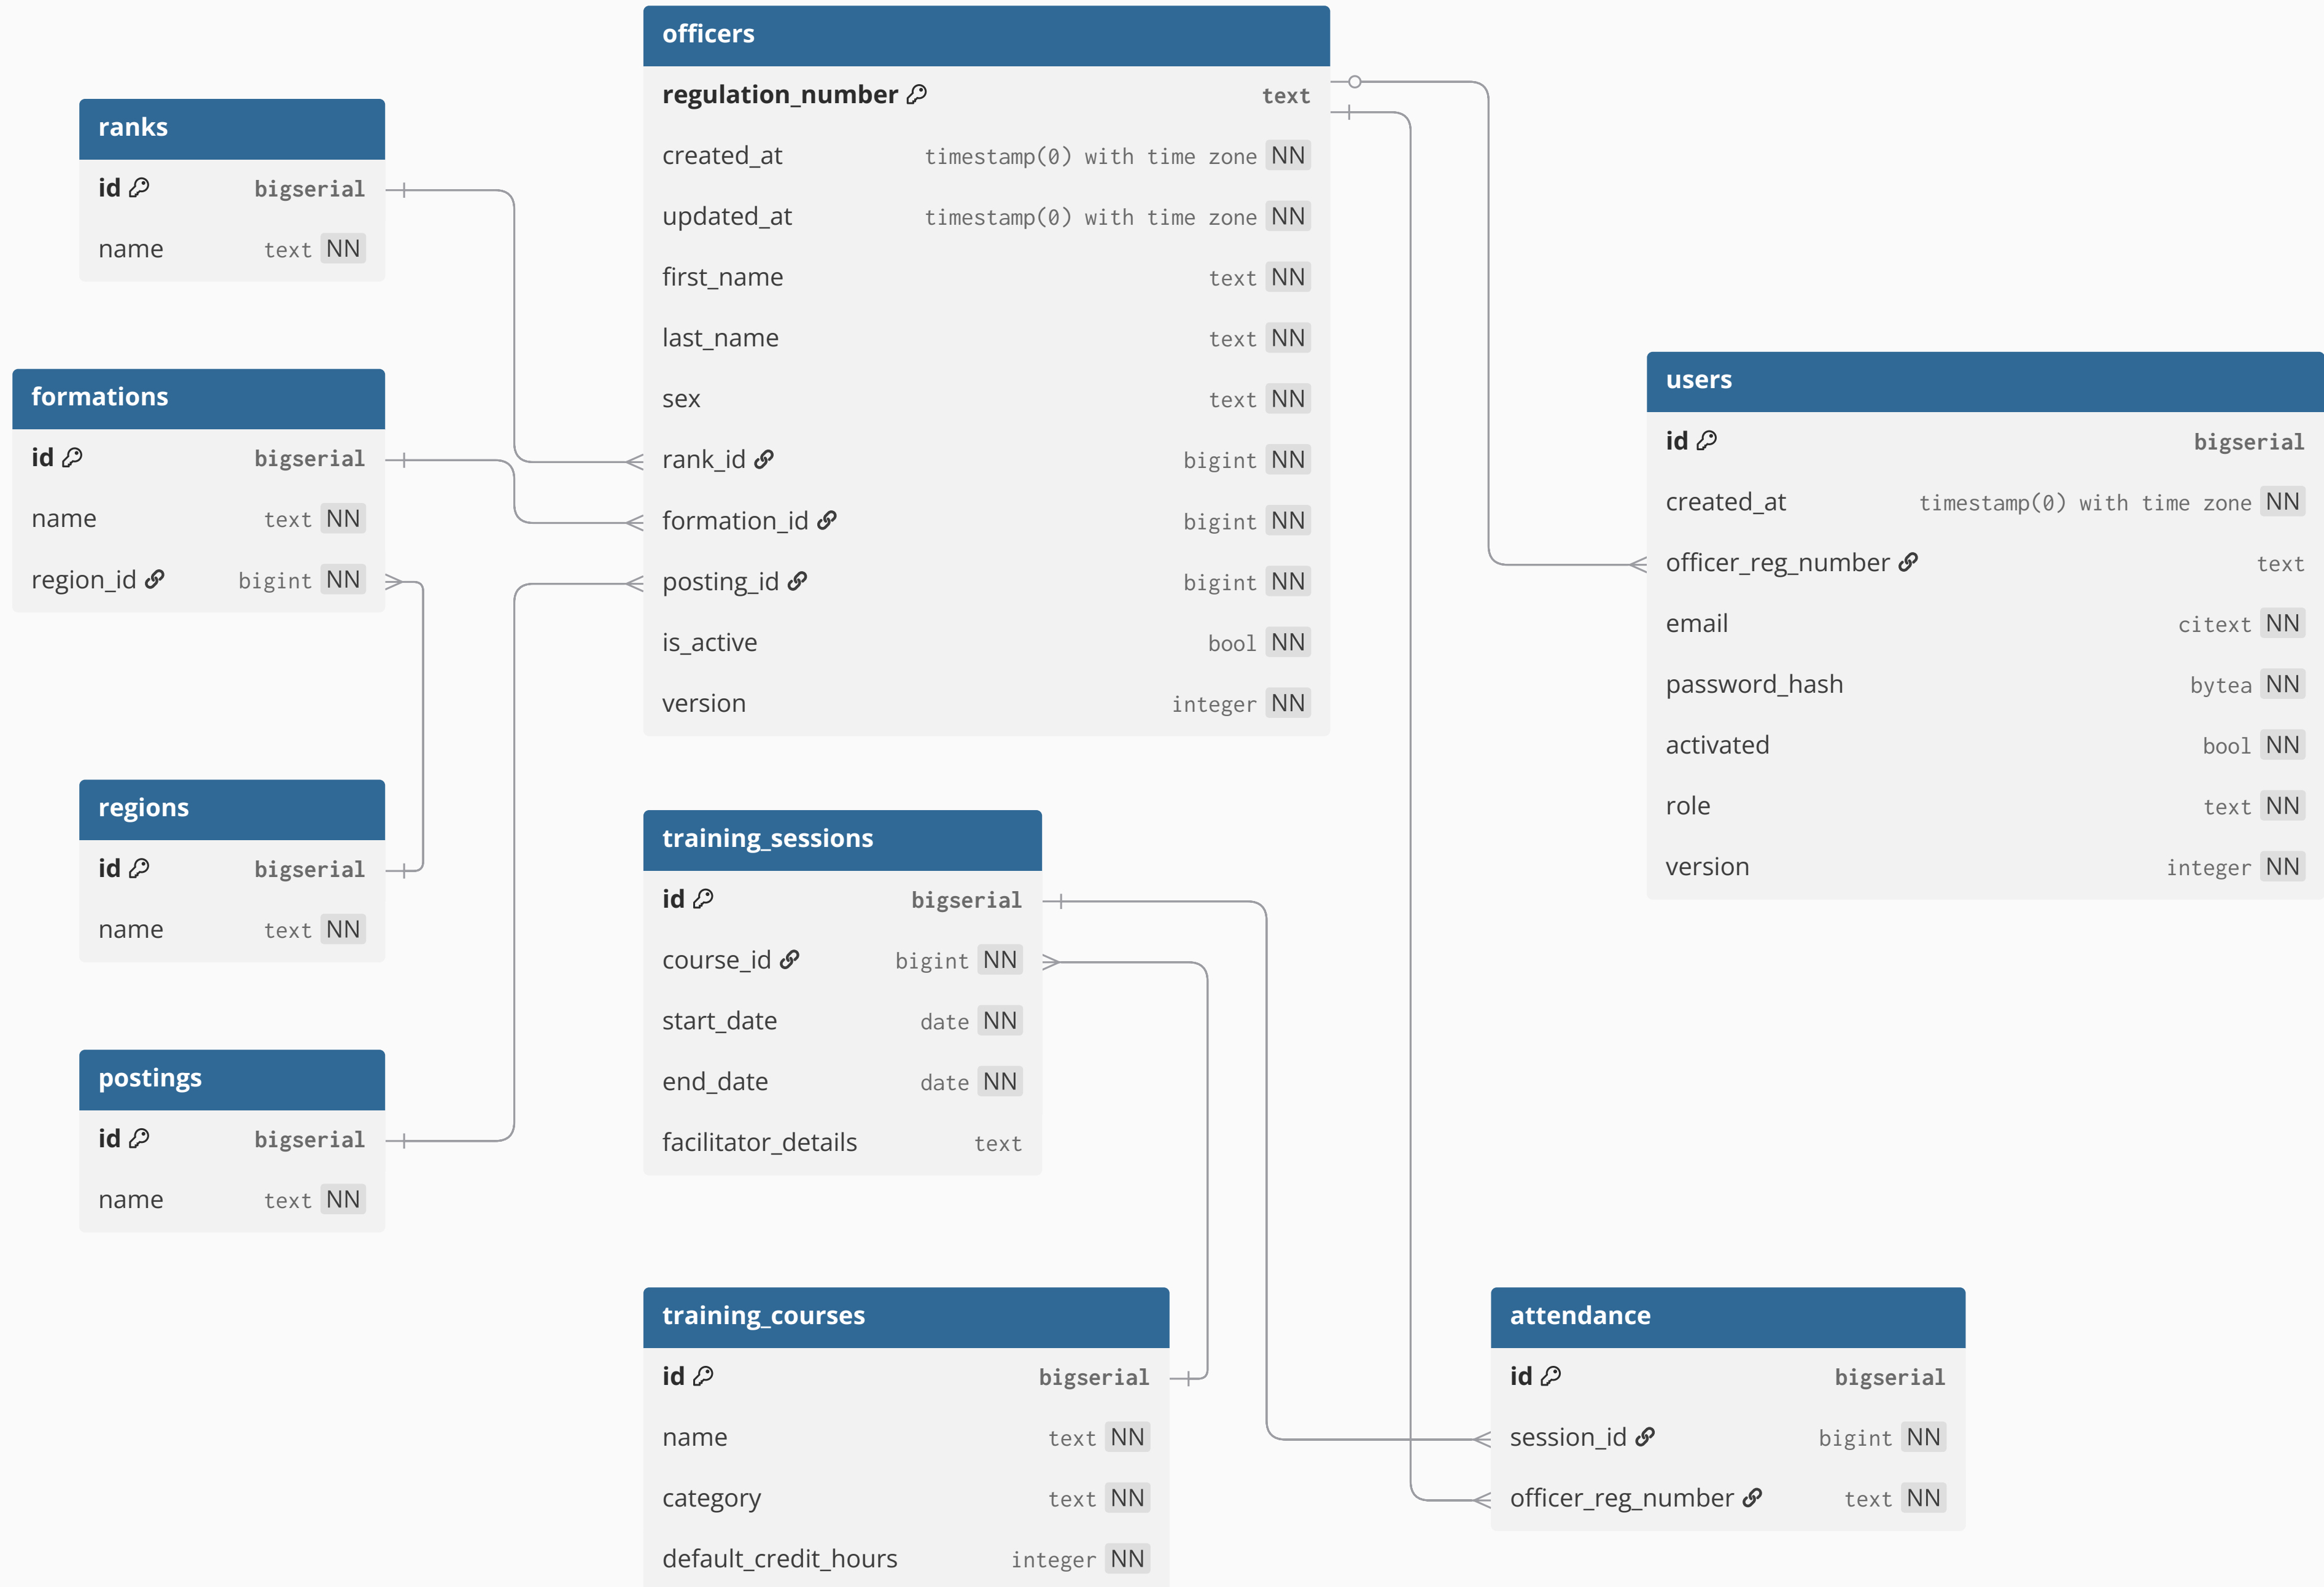 officers
regulation_number text
created_at timestamp(0) with time zone NN
updated_at timestamp(0) with time zone NN
first_name text NN
last_name text NN
sex text NN
rank_id bigint NN
formation_id bigint NN
posting_id bigint NN
is_active bool NN
version integer NN
ranks
id bigserial
name text NN
formations
id bigserial
name text NN
region_id bigint NN
regions
id bigserial
name text NN
postings
id bigserial
name text NN
users
id bigserial
created_at timestamp(0) with time zone NN
officer_reg_number text
email citext NN
password_hash bytea NN
activated bool NN
role text NN
version integer NN
training_sessions
id bigserial
course_id bigint NN
start_date date NN
end_date date NN
facilitator_details text
training_courses
id bigserial
name text NN
category text NN
default_credit_hours integer NN
attendance
id bigserial
session_id bigint NN
officer_reg_number text NN